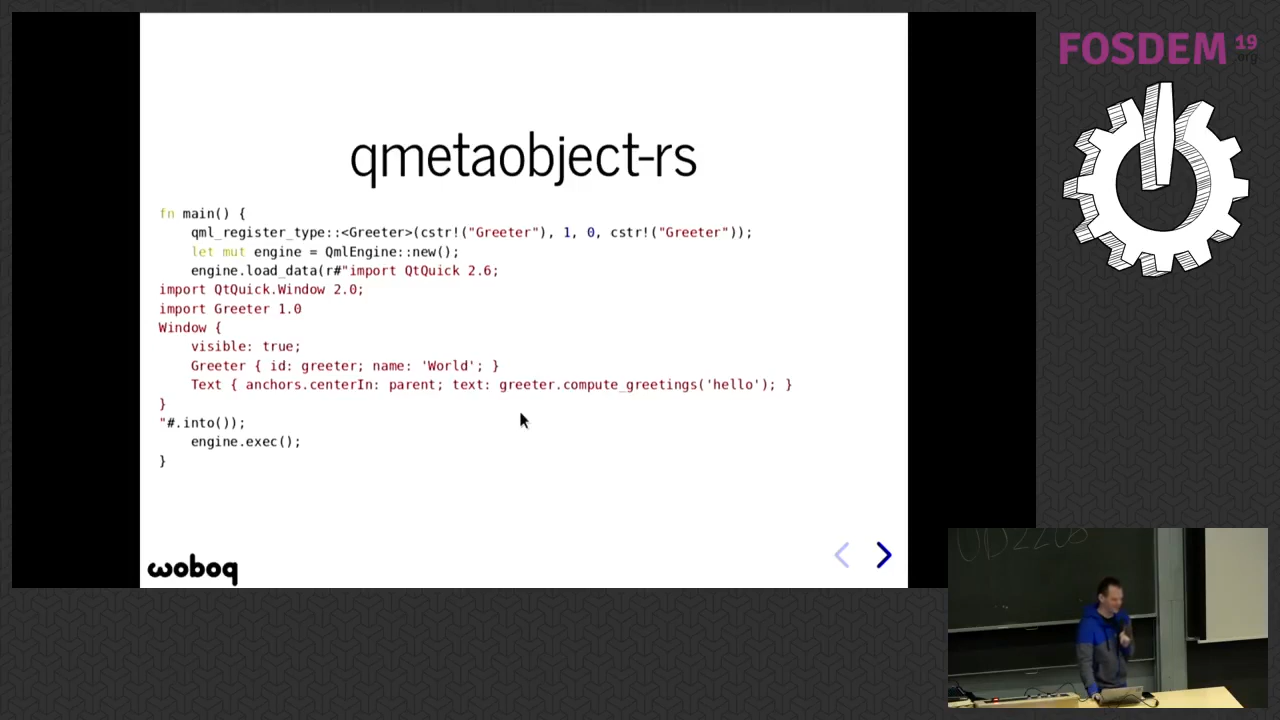 qmetaobject-rs
fn main() {
    qml_register_type::<Greeter>(cstr!("Greeter"), 1, 0, cstr!("Greeter"));
    let mut engine = QmlEngine::new();
    engine.load_data(r#"import QtQuick 2.6;
import QtQuick.Window 2.0;
import Greeter 1.0
Window {
    visible: true;
    Greeter { id: greeter; name: 'World'; }
    Text { anchors.centerIn: parent; text: greeter.compute_greetings('hello'); }
}
"#.into());
    engine.exec();
}
woboq
FOSDEM 19
.org